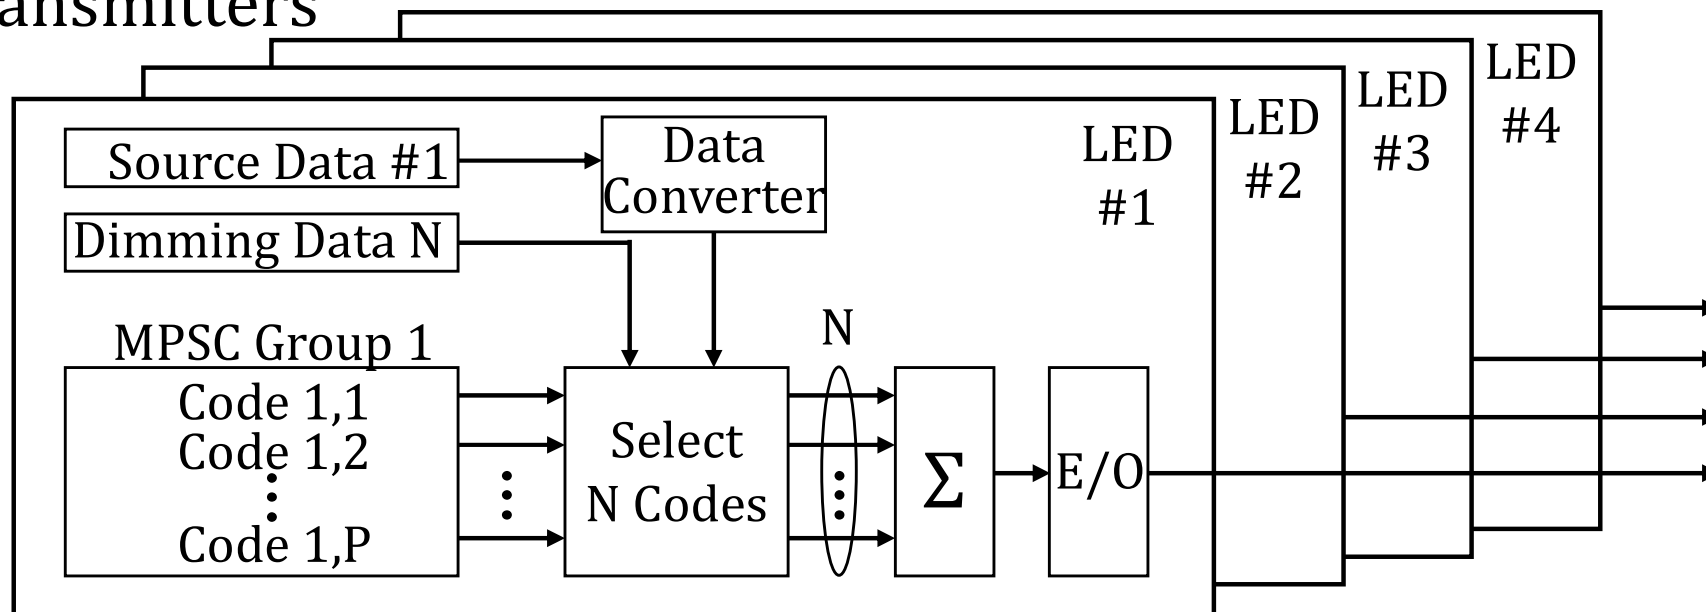 ansmitters
LED
#4
LED
#3
LED
#2
LED
#1
Source Data #1
Data
Converter
Dimming Data N
MPSC Group 1
Code 1,1
Code 1,2
Code 1,P
Select
N Codes
N
Σ
E/O